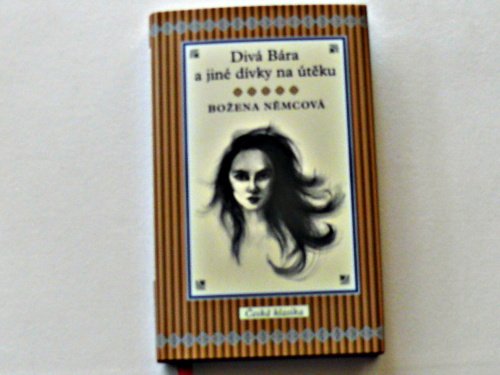 Divá Bára
a jiné dívky na útěku
BOŽENA NĚMCOVÁ
Česká klasika